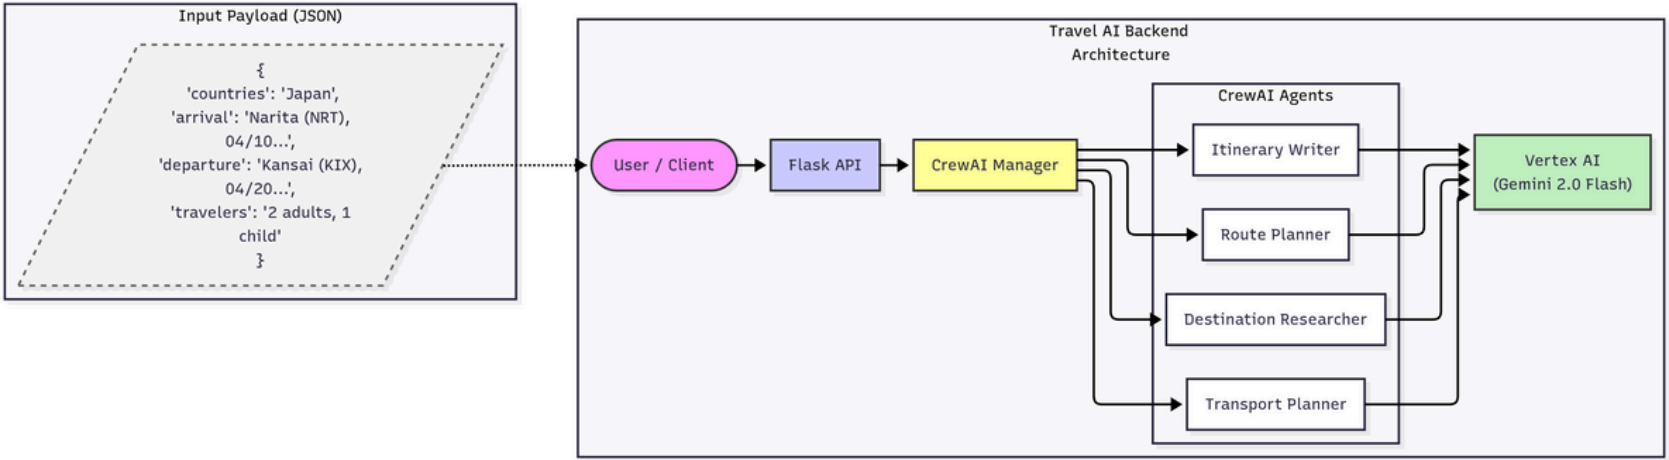 Input Payload (JSON)
{
'countries': 'Japan',
'arrival': 'Narita (NRT),
04/10...',
'departure': 'Kansai (KIX),
04/20...',
'travelers': '2 adults, 1
child'
}
Travel AI Backend
Architecture
User / Client
Flask API
CrewAI Manager
CrewAI Agents
Itinerary Writer
Route Planner
Destination Researcher
Transport Planner
Vertex AI
(Gemini 2.0 Flash)